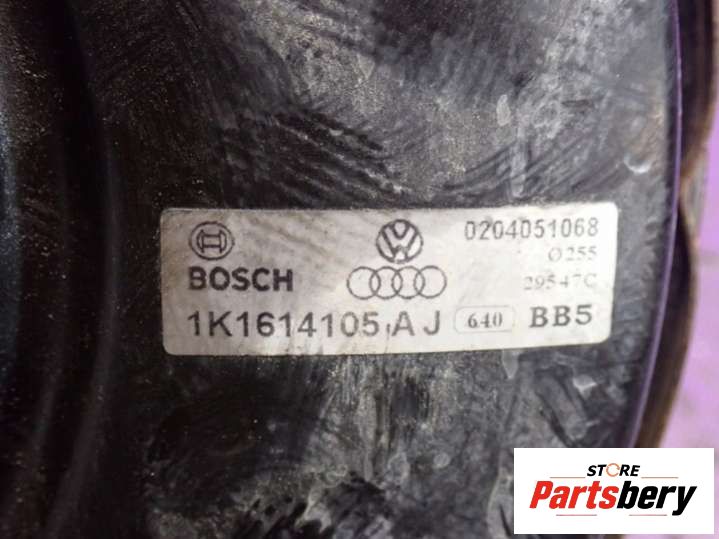 BOSCH
0204051068
Ø255
29547C
1K1614105 AJ 640 BB5
STORE
Partsbery